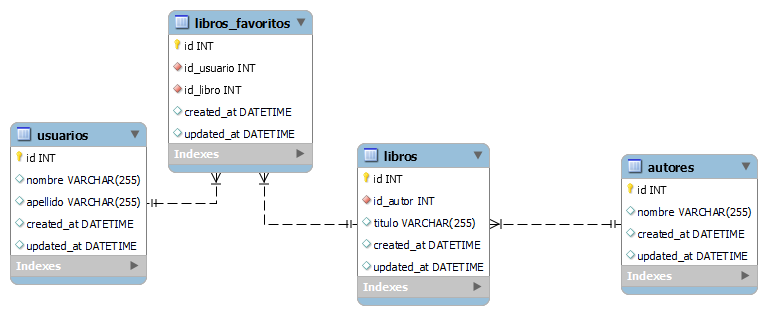 libros_favoritos
id INT
id_usuario INT
id_libro INT
created_at DATETIME
updated_at DATETIME
Indexes
usuarios
id INT
nombre VARCHAR(255)
apellido VARCHAR(255)
created_at DATETIME
updated_at DATETIME
Indexes
libros
id INT
id_autor INT
titulo VARCHAR(255)
created_at DATETIME
updated_at DATETIME
Indexes
autores
id INT
nombre VARCHAR(255)
created_at DATETIME
updated_at DATETIME
Indexes